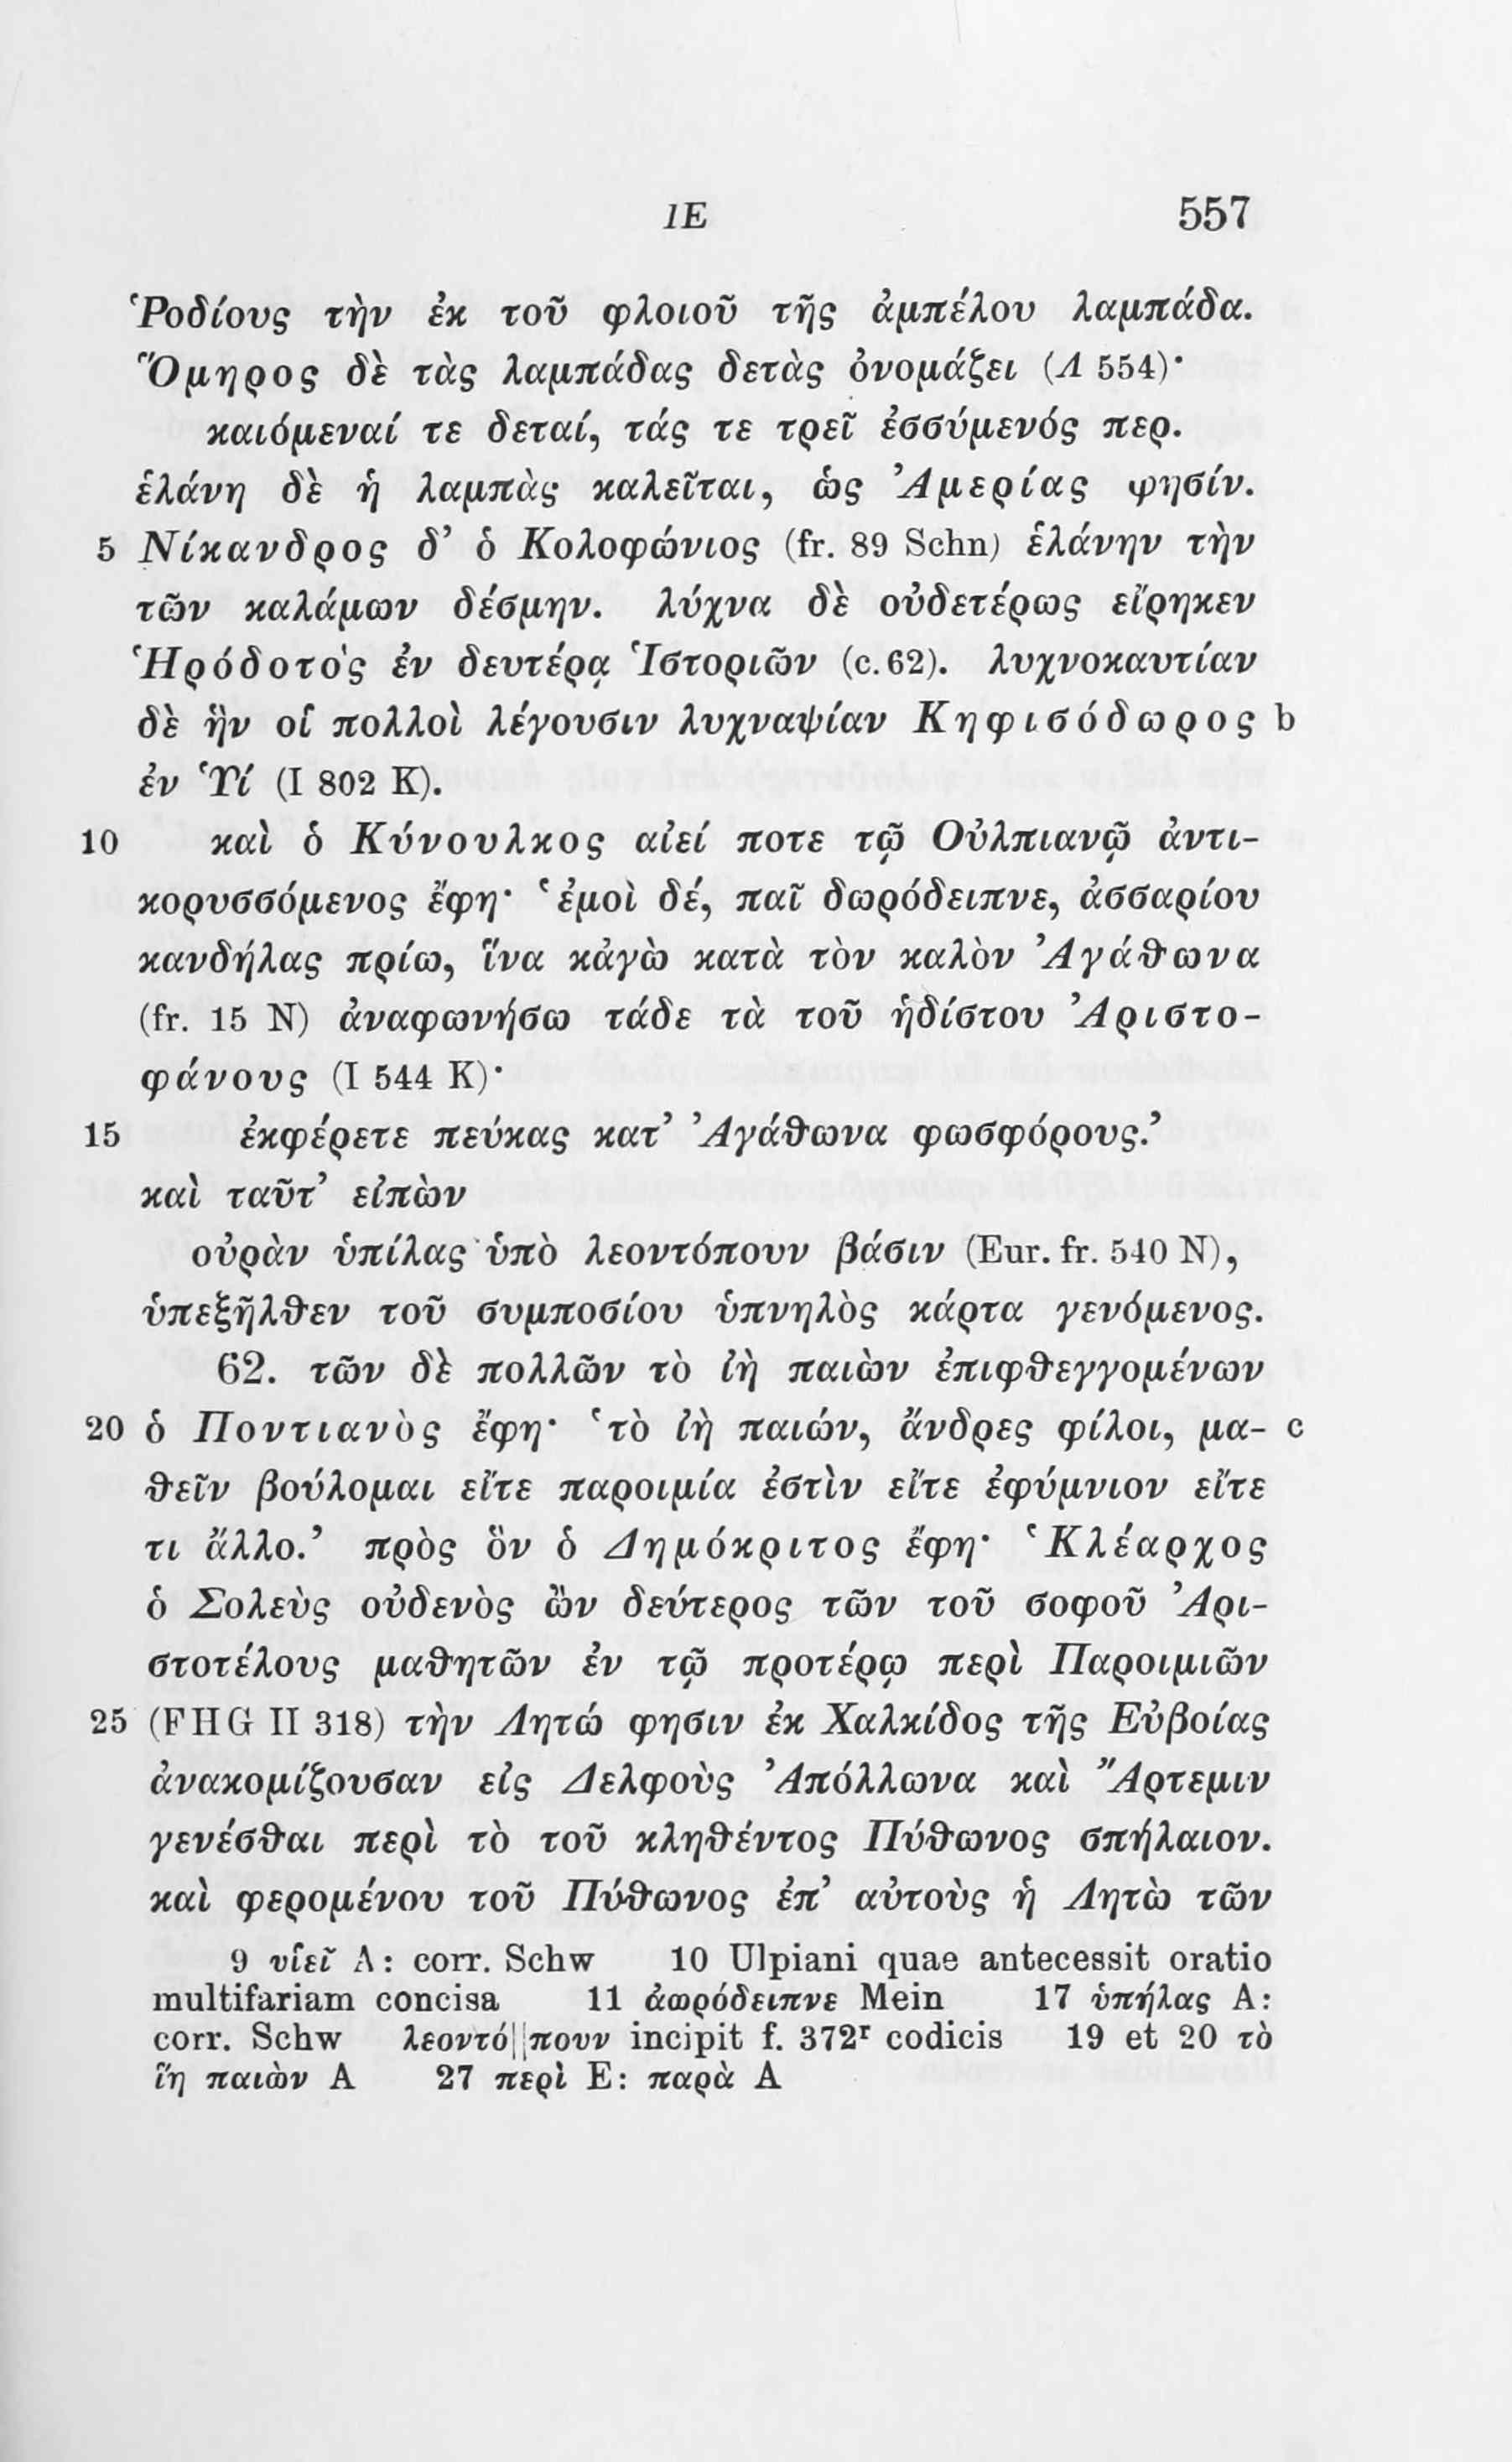 ΙΕ 557
Ῥοδίους τὴν ἐκ τοῦ φλοιοῦ τῆς ἀμπέλου λαμπάδα.
Ὅμηρος δὲ τὰς λαμπάδας δετὰς ὀνομάζει (Λ 554)·
καιόμεναί τε δεταί, τάς τε τρεῖ ἐσσύμενός περ.
ἑλάνη δὲ ἡ λαμπὰς καλεῖται, ὡς Ἀμερίας φησίν.
5 Νίκανδρος δ’ ὁ Κολοφώνιος (fr. 89 Schn) ἑλάνην τὴν
τῶν καλάμων δέσμην. λύχνα δὲ οὐδετέρως εἴρηκεν
Ἡρόδοτος ἐν δευτέρᾳ Ἱστοριῶν (c. 62). λυχνοκαυτίαν
δὲ ἣν οἱ πολλοὶ λέγουσιν λυχναψίαν Κηφισόδωρος b
ἐν Ὑί (I 802 K).
10 καὶ ὁ Κύνουλκος αἰεί ποτε τῷ Οὐλπιανῷ ἀντι-
κορυσσόμενος ἔφη· ‘ἐμοὶ δέ, παῖ δωρόδειπνε, ἀσσαρίου
κανδήλας πρίω, ἵνα κἀγὼ κατὰ τὸν καλὸν Ἀγάθωνα
(fr. 15 N) ἀναφωνήσω τάδε τὰ τοῦ ἡδίστου Ἀριστο-
φάνους (I 544 K)·
15 ἐκφέρετε πεύκας κατ’ Ἀγάθωνα φωσφόρους.’
καὶ ταῦτ’ εἰπὼν
οὐρὰν ὑπίλας ὑπὸ λεοντόπουν βάσιν (Eur. fr. 540 N),
ὑπεξῆλθεν τοῦ συμποσίου ὑπνηλὸς κάρτα γενόμενος.
62. τῶν δὲ πολλῶν τὸ ἰὴ παιὼν ἐπιφθεγγομένων
20 ὁ Ποντιανὸς ἔφη· ‘τὸ ἰὴ παιών, ἄνδρες φίλοι, μα- c
θεῖν βούλομαι εἴτε παροιμία ἐστὶν εἴτε ἐφύμνιον εἴτε
τι ἄλλο.’ πρὸς ὃν ὁ Δημόκριτος ἔφη· ‘Κλέαρχος
ὁ Σολεὺς οὐδενὸς ὢν δεύτερος τῶν τοῦ σοφοῦ Ἀρι-
στοτέλους μαθητῶν ἐν τῷ προτέρῳ περὶ Παροιμιῶν
25 (FHG II 318) τὴν Λητώ φησιν ἐκ Χαλκίδος τῆς Εὐβοίας
ἀνακομίζουσαν εἰς Δελφοὺς Ἀπόλλωνα καὶ Ἄρτεμιν
γενέσθαι περὶ τὸ τοῦ κληθέντος Πύθωνος σπήλαιον.
καὶ φερομένου τοῦ Πύθωνος ἐπ’ αὐτοὺς ἡ Λητὼ τῶν
9 υἱεῖ A: corr. Schw 10 Ulpiani quae antecessit oratio
multifariam concisa 11 ἀωρόδειπνε Mein 17 ὑπήλας A:
corr. Schw λεοντό||πουν incipit f. 372r codicis 19 et 20 τὸ
ἵη παιὼν A 27 περὶ E: παρὰ A